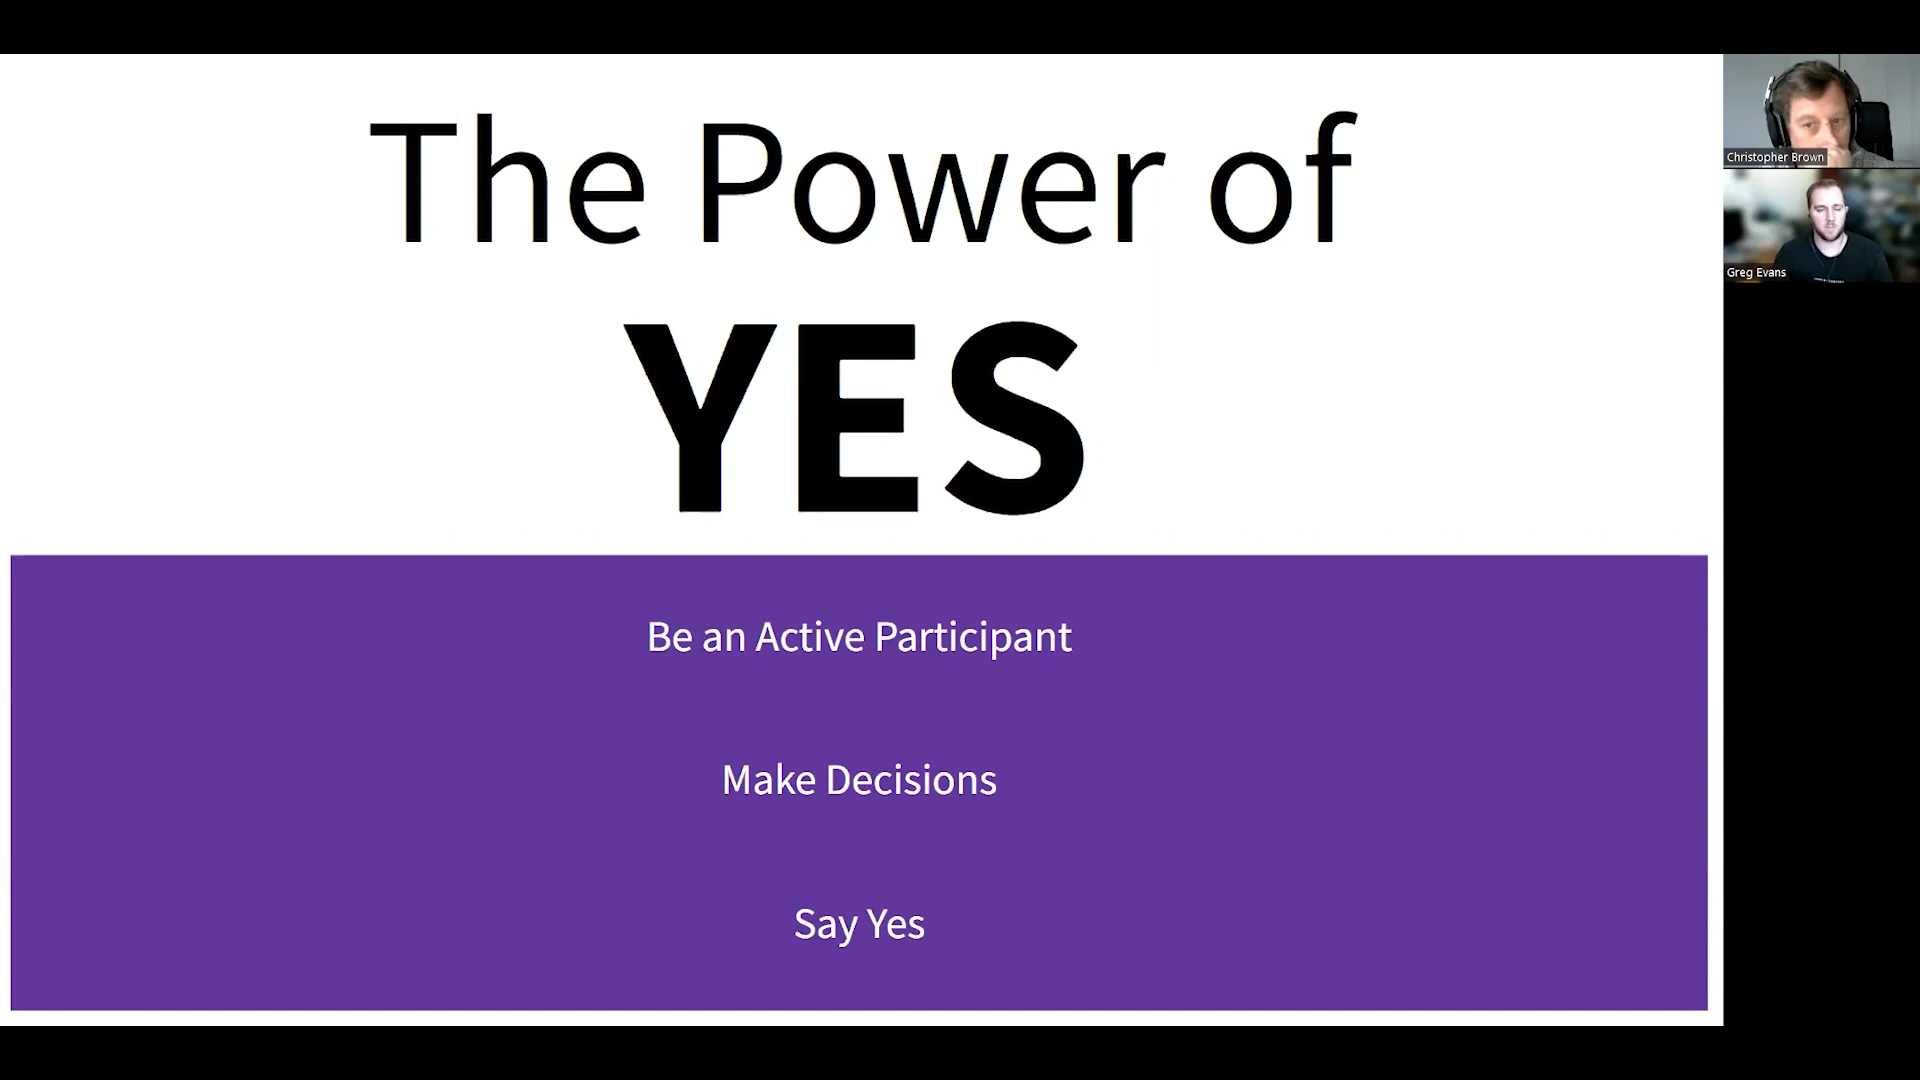 The Power of
YES
Be an Active Participant
Make Decisions
Say Yes
Christopher Brown
Greg Evans